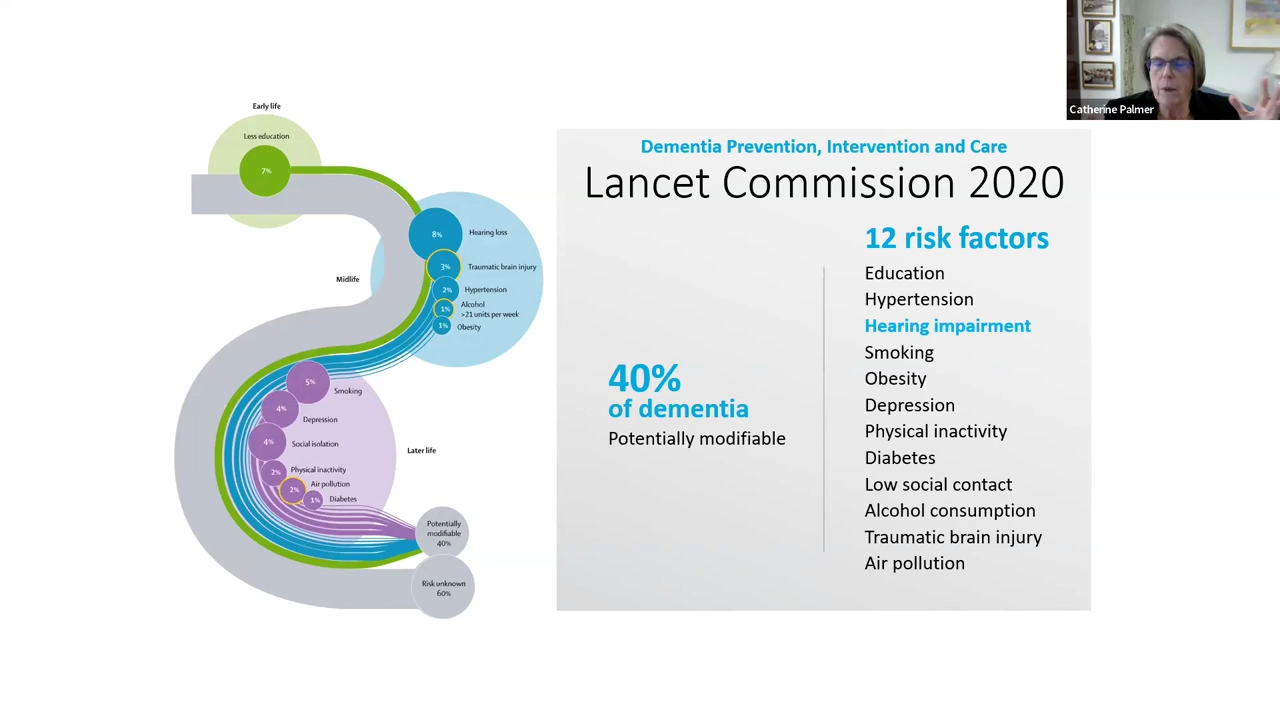 Catherine Palmer
Early life
Less education
7%
8%
Hearing loss
3%
Traumatic brain injury
2%
Hypertension
1%
Alcohol
>21 units per week
1%
Obesity
Midlife
5%
Smoking
4%
Depression
4%
Social isolation
2%
Physical inactivity
2%
Air pollution
1%
Diabetes
Later life
Potentially
modifiable
40%
Risk unknown
60%
Dementia Prevention, Intervention and Care
Lancet Commission 2020
40%
of dementia
Potentially modifiable
12 risk factors
Education
Hypertension
Hearing impairment
Smoking
Obesity
Depression
Physical inactivity
Diabetes
Low social contact
Alcohol consumption
Traumatic brain injury
Air pollution